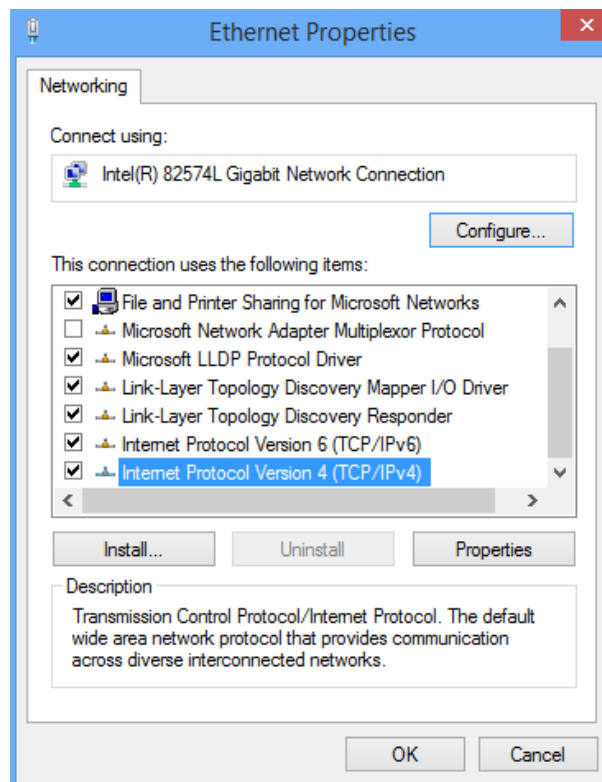 Ethernet Properties
Networking
Connect using:
Intel(R) 82574L Gigabit Network Connection
Configure...
This connection uses the following items:
File and Printer Sharing for Microsoft Networks
Microsoft Network Adapter Multiplexor Protocol
Microsoft LLDP Protocol Driver
Link-Layer Topology Discovery Mapper I/O Driver
Link-Layer Topology Discovery Responder
Internet Protocol Version 6 (TCP/IPv6)
Internet Protocol Version 4 (TCP/IPv4)
Install... Uninstall Properties
Description
Transmission Control Protocol/Internet Protocol. The default
wide area network protocol that provides communication
across diverse interconnected networks.
OK Cancel